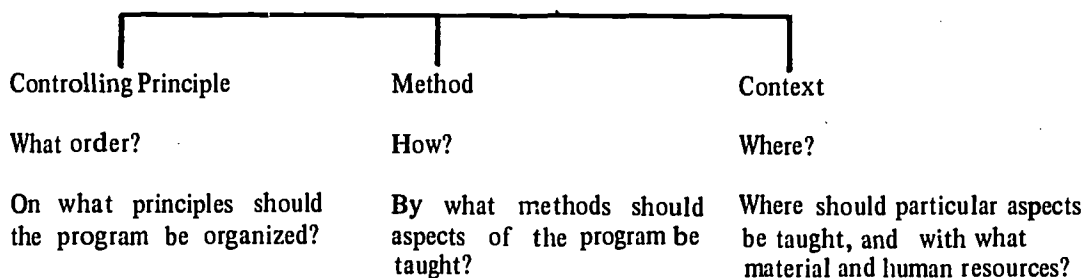 Controlling Principle
What order?
On what principles should
the program be organized?
Method
How?
By what methods should
aspects of the program be
taught?
Context
Where?
Where should particular aspects
be taught, and with what
material and human resources?